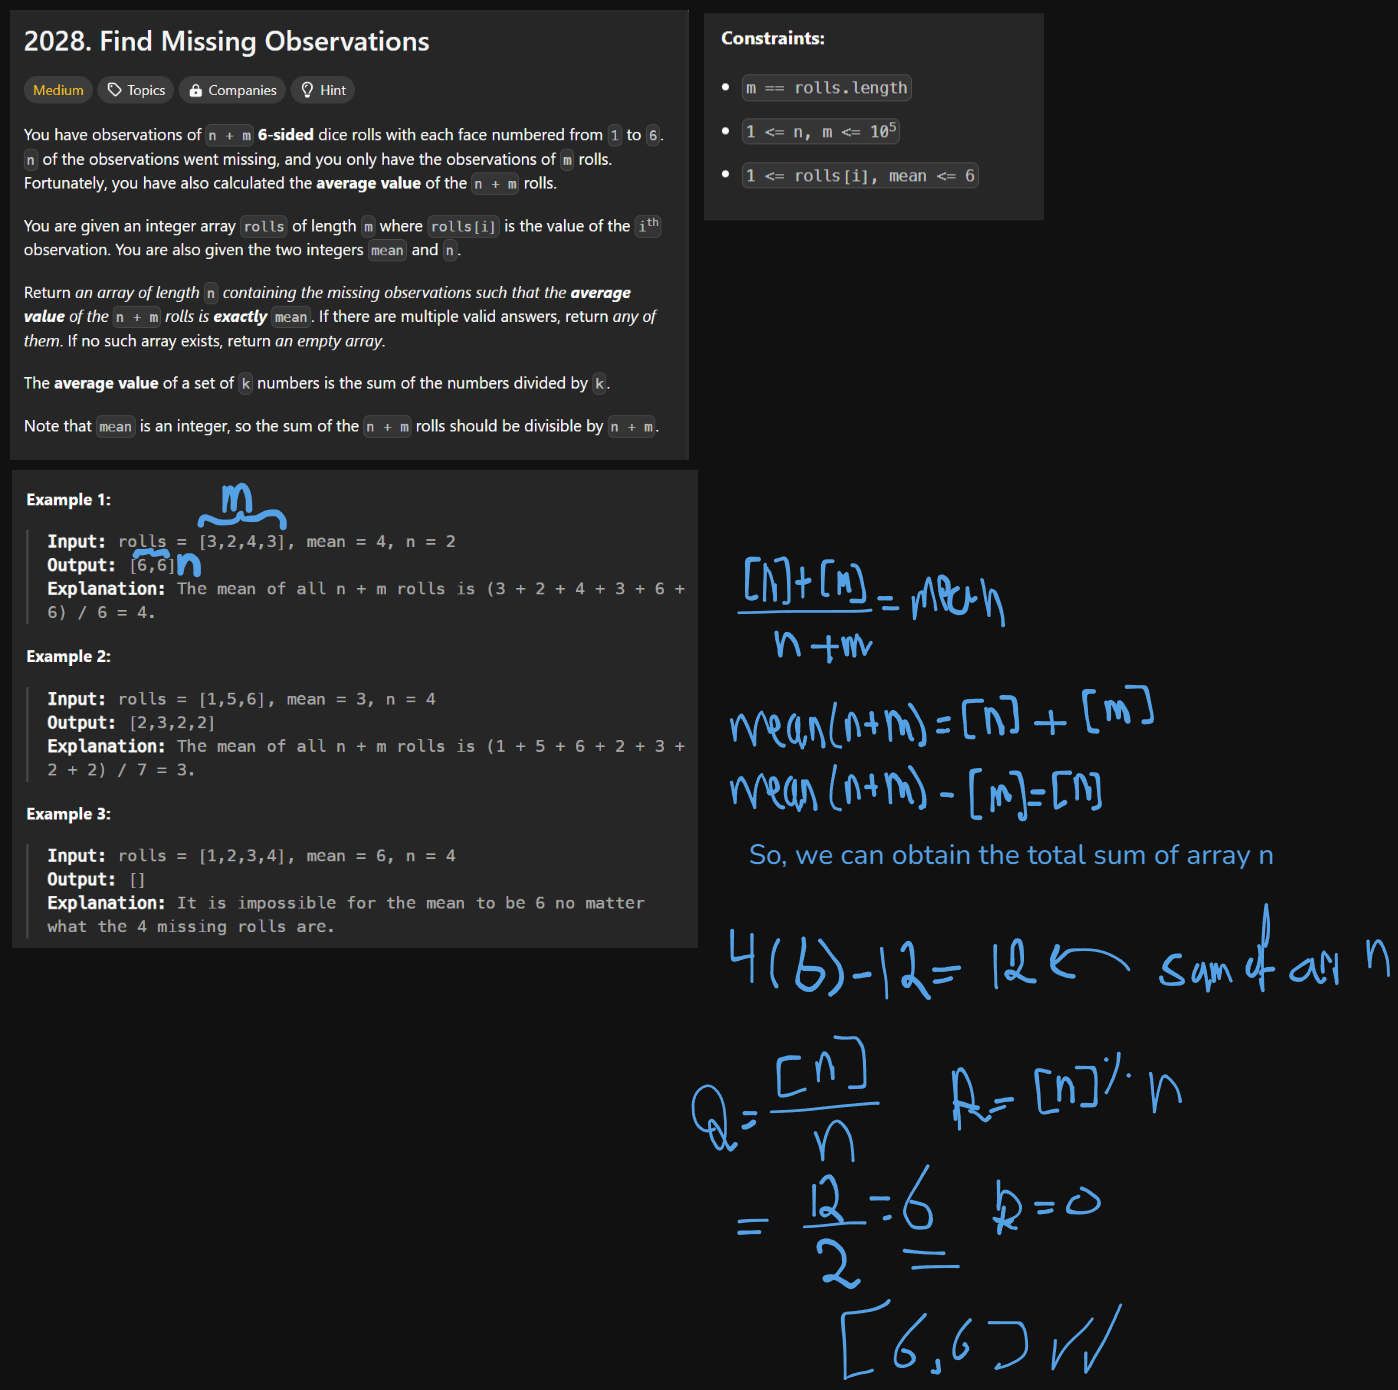 2028. Find Missing Observations
Medium Topics Companies Hint
You have observations of n + m 6-sided dice rolls with each face numbered from 1 to 6.
n of the observations went missing, and you only have the observations of m rolls.
Fortunately, you have also calculated the average value of the n + m rolls.
You are given an integer array rolls of length m where rolls[i] is the value of the ith
observation. You are also given the two integers mean and n.
Return an array of length n containing the missing observations such that the average
value of the n + m rolls is exactly mean. If there are multiple valid answers, return any of
them. If no such array exists, return an empty array.
The average value of a set of k numbers is the sum of the numbers divided by k.
Note that mean is an integer, so the sum of the n + m rolls should be divisible by n + m.
Constraints:
m == rolls.length
1 <= n, m <= 10^5
1 <= rolls[i], mean <= 6
Example 1:
m
Input: rolls = [3,2,4,3], mean = 4, n = 2
Output: [6,6] n
Explanation: The mean of all n + m rolls is (3 + 2 + 4 + 3 + 6 +
6) / 6 = 4.
Example 2:
Input: rolls = [1,5,6], mean = 3, n = 4
Output: [2,3,2,2]
Explanation: The mean of all n + m rolls is (1 + 5 + 6 + 2 + 3 +
2 + 2) / 7 = 3.
Example 3:
Input: rolls = [1,2,3,4], mean = 6, n = 4
Output: []
Explanation: It is impossible for the mean to be 6 no matter
what the 4 missing rolls are.
[n]+[m]
= mean
n+m
mean(n+m)=[n] + [m]
mean(n+m) - [m]=[n]
So, we can obtain the total sum of array n
4(6)-12= 12 ← sum of arr n
Q= [n] R= [n] % n
n
= 12 =6 R=0
2
[6,6]